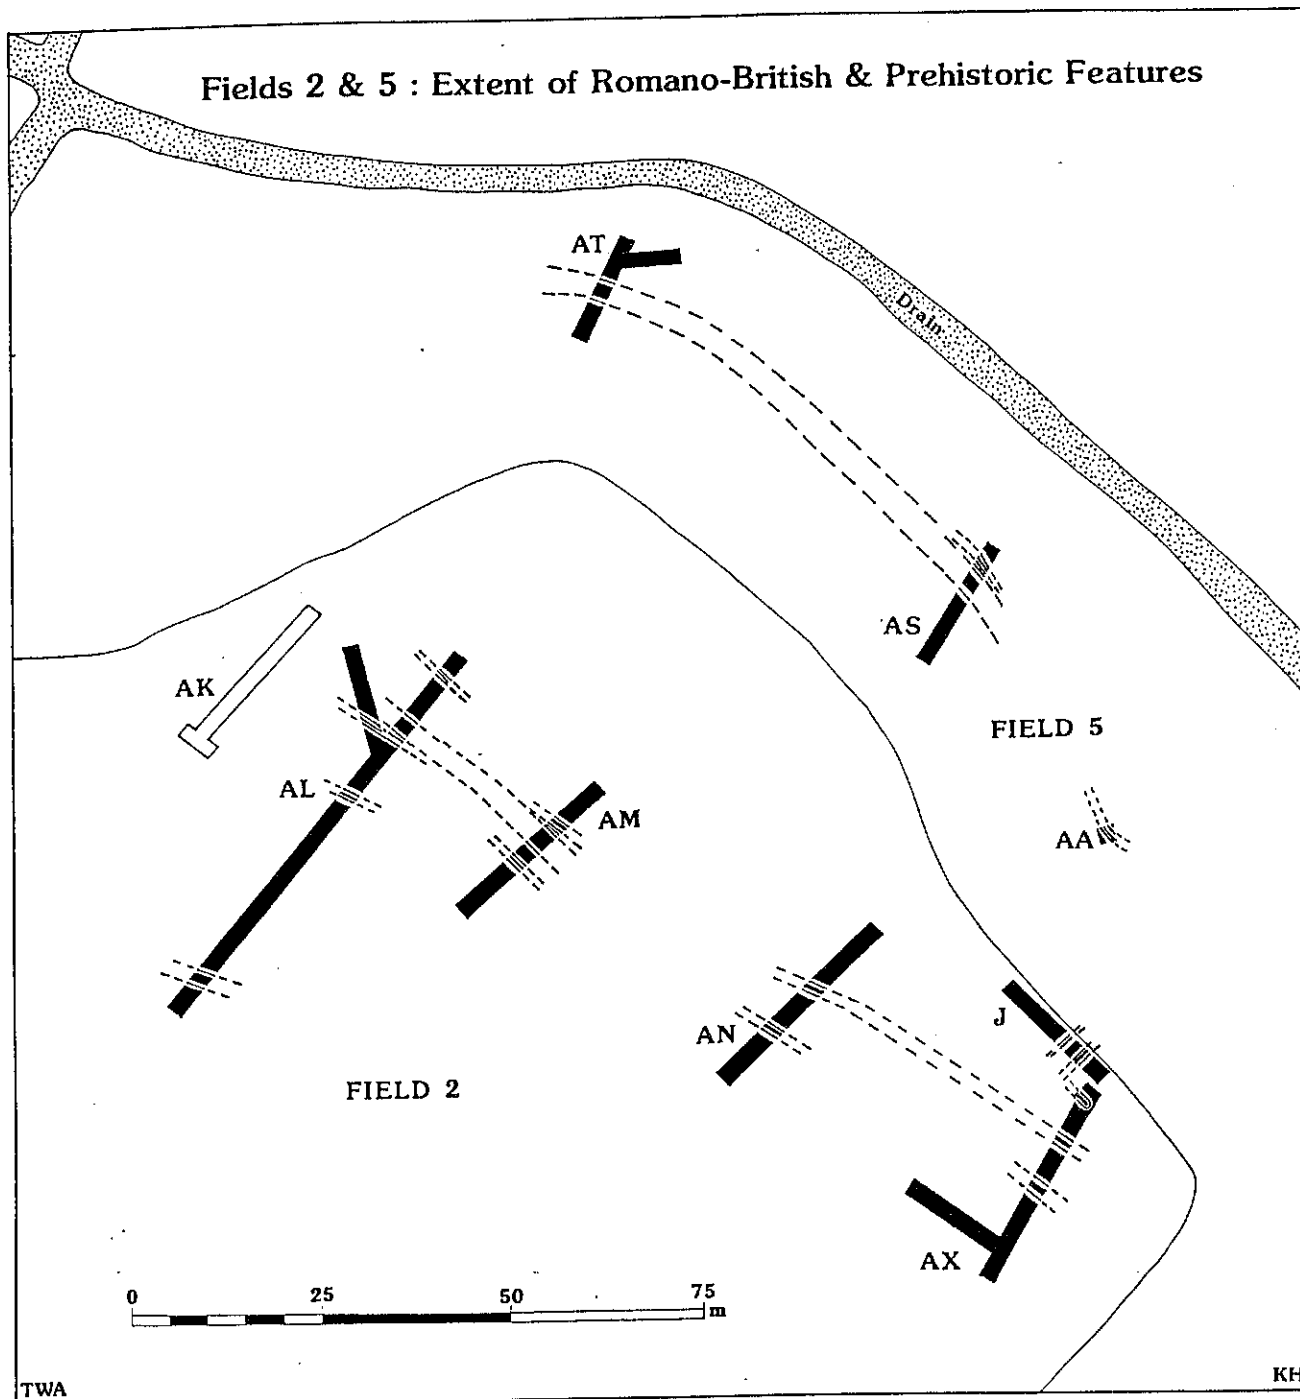 Fields 2 & 5 : Extent of Romano-British & Prehistoric Features
AT
Drain
AS
AK
FIELD 5
AL
AM
AA
J
AN
FIELD 2
AX
0 25 50 75 m
TWA
KH